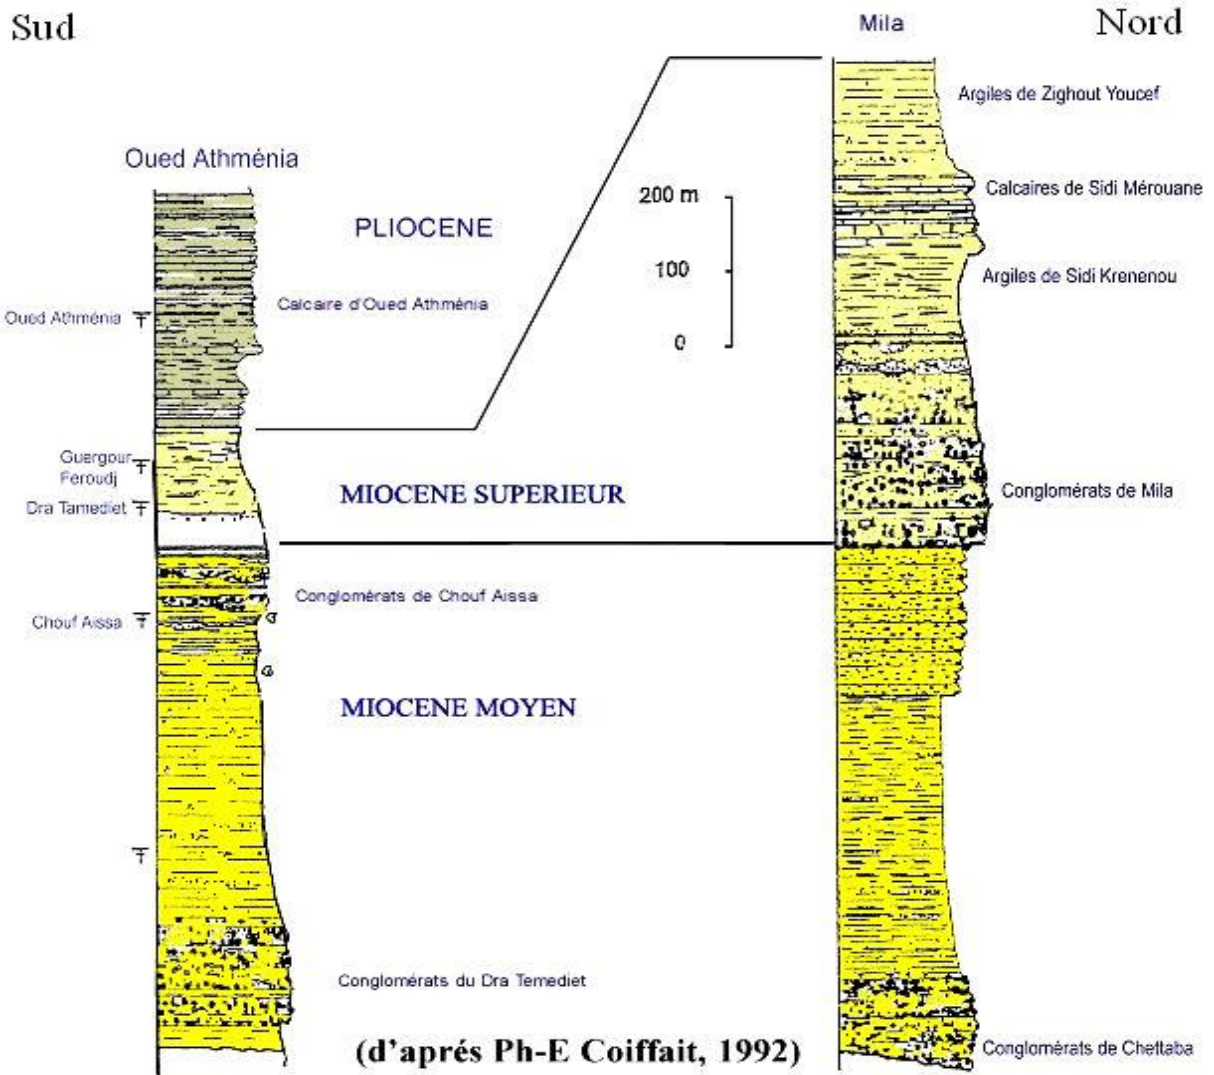 Sud
Mila
Nord
Argiles de Zighout Youcef
Oued Athménia
Calcaires de Sidi Mérouane
200 m
PLIOCENE
100
Argiles de Sidi Krenenou
Calcaire d'Oued Athménia
Oued Athménia
0
Guergour
Feroudj
MIOCENE SUPERIEUR
Conglomérats de Mila
Dra Tamediet
Conglomérats de Chouf Aissa
Chouf Aissa
MIOCENE MOYEN
Conglomérats du Dra Temediet
(d'aprés Ph-E Coiffait, 1992)
Conglomérats de Chettaba